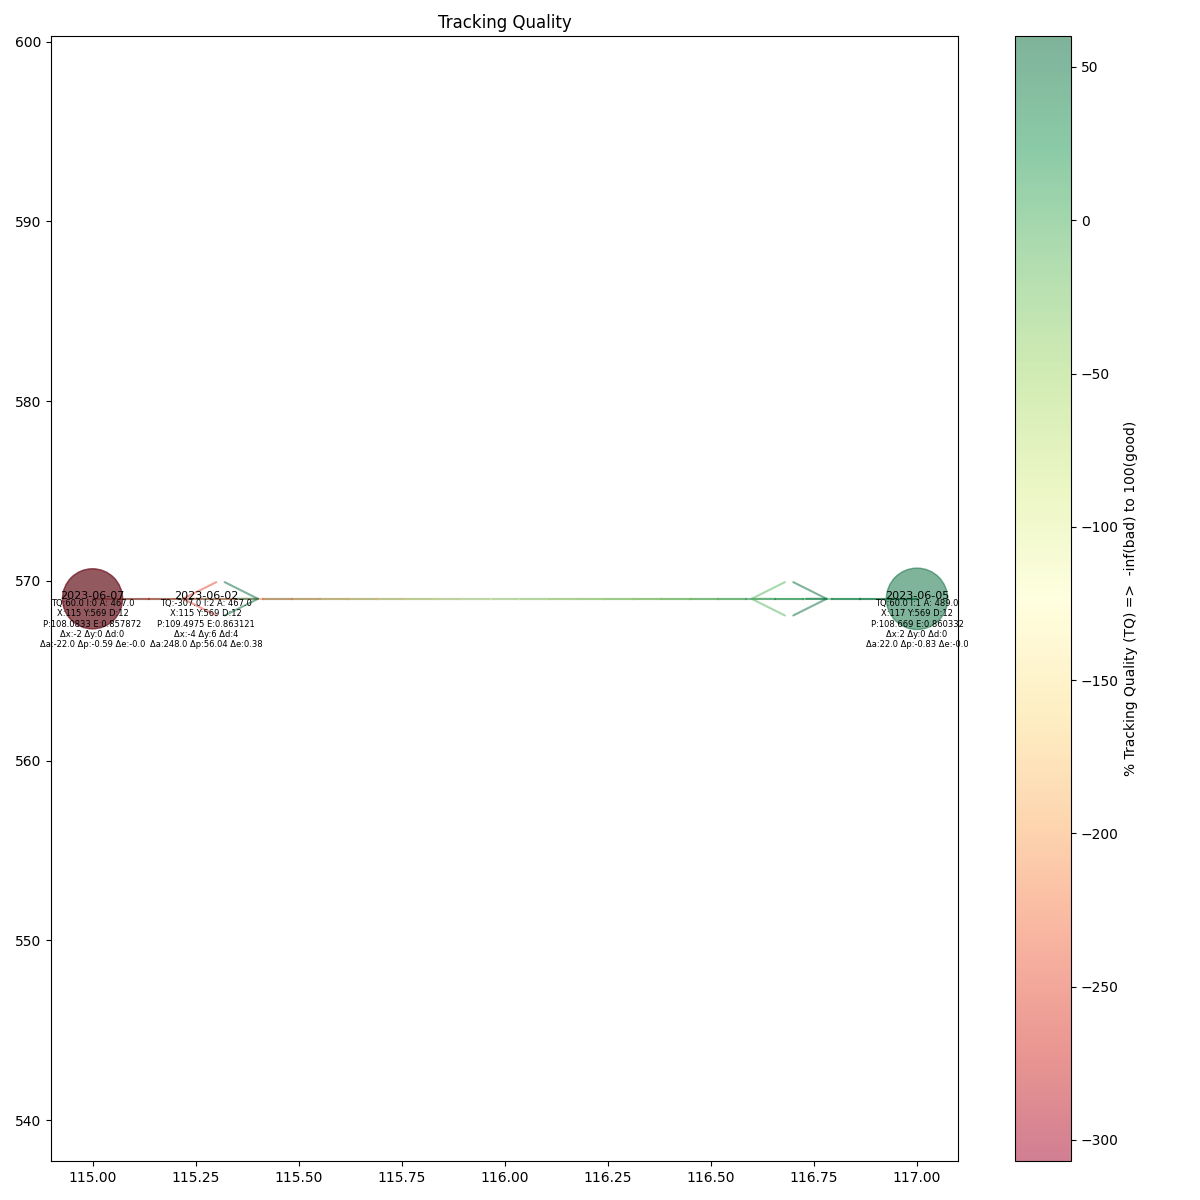 Tracking Quality
600
590
580
570
560
550
540
2023-06-07
TQ:60.0 I:0 A: 467.0
X:115 Y:569 D:12
E:0.857872
Δx:-2 Δy:0 Δd:0
Δa:-22.0 Δp:-0.59 Δe:-0.0
2023-06-02
TQ:-307.0 I:2 A: 467.0
X:115 Y:569 D:12
P:109.4975 E:0.863121
Δx:-4 Δy:6 Δd:4
Δa:248.0 Δp:56.04 Δe:0.38
2023-06-05
TQ:60.0 I:1 A: 489.0
X:117 Y:569 D:12
P:108.669 E:0.860332
Δx:2 Δy:0 Δd:0
Δa:22.0 Δp:-0.83 Δe:-0.0
115.00
115.25
115.50
115.75
116.00
116.25
116.50
116.75
117.00
50
0
−50
−100
−150
−200
−250
−300
% Tracking Quality (TQ) => -inf(bad) to 100(good)